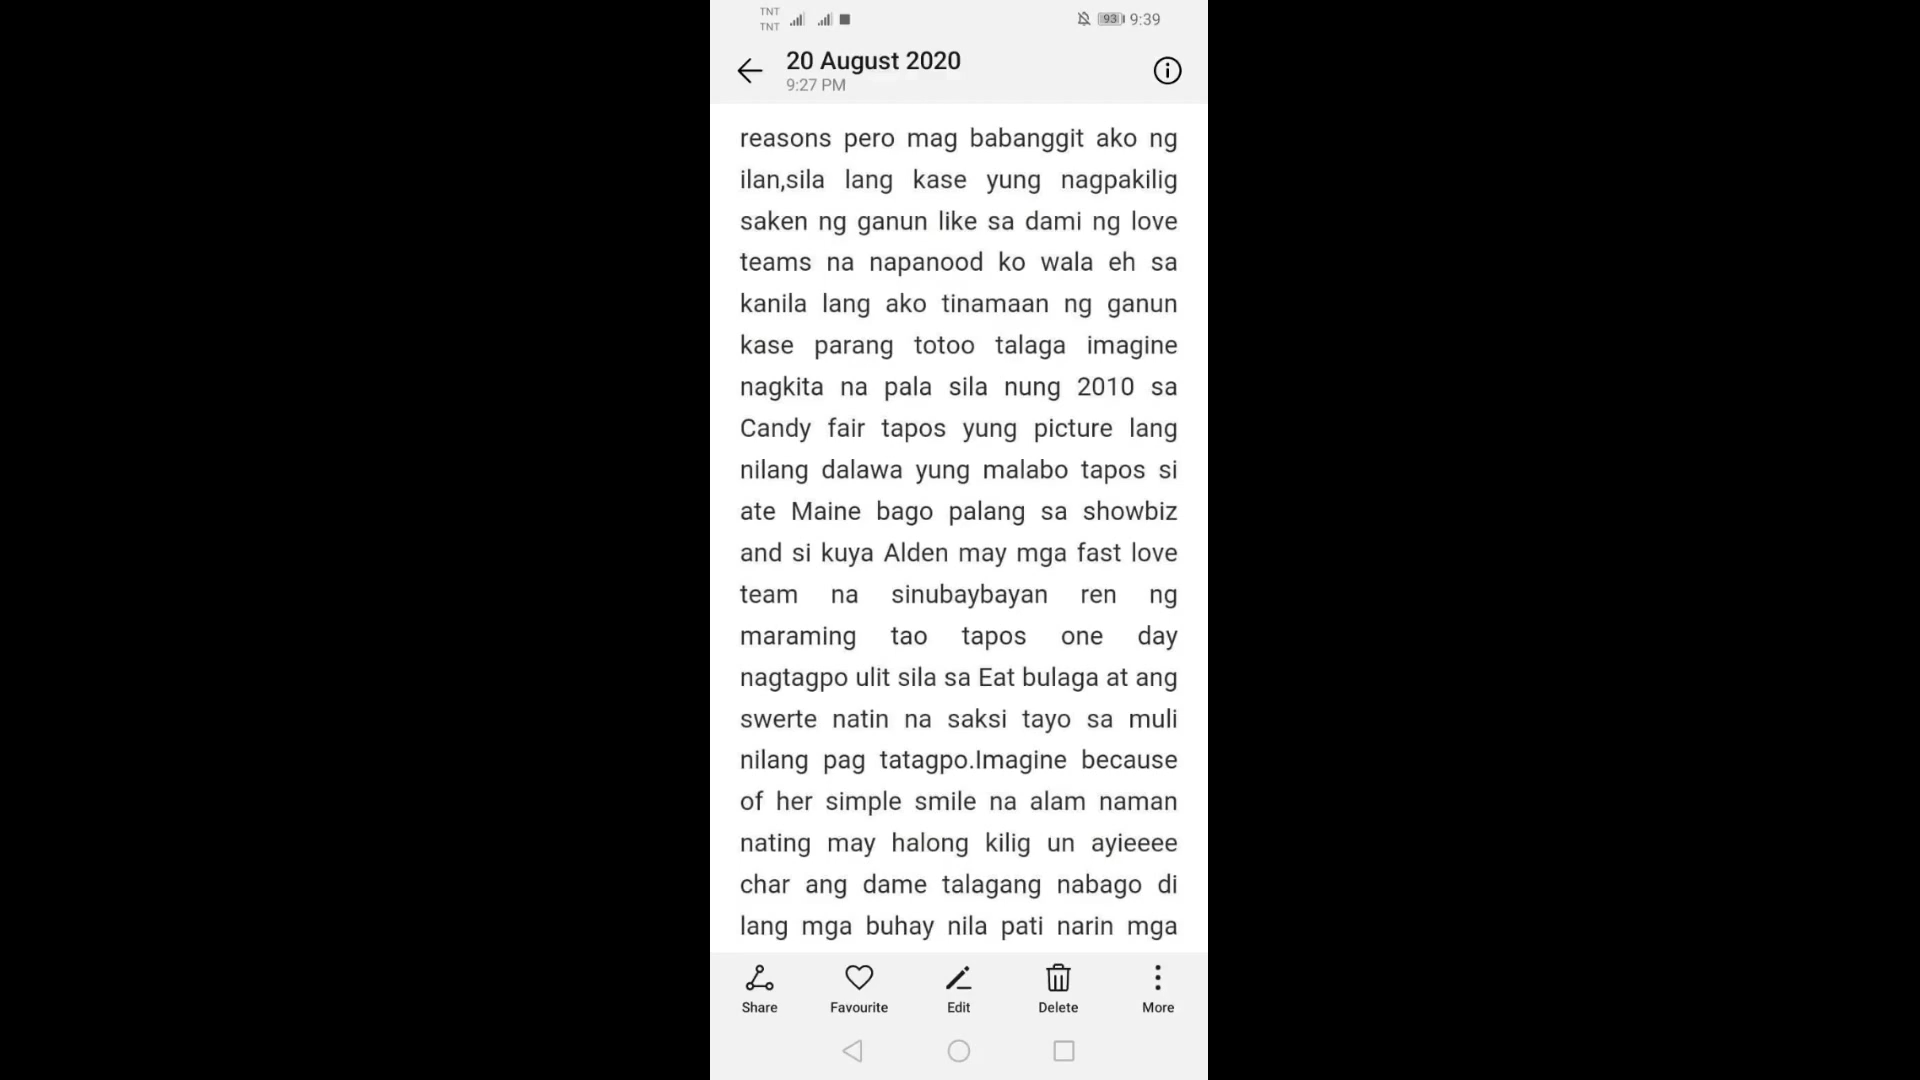 TNT
TNT
93
9:39
20 August 2020
9:27 PM
reasons pero mag babanggit ako ng
ilan,sila lang kase yung nagpakilig
saken ng ganun like sa dami ng love
teams na napanood ko wala eh sa
kanila lang ako tinamaan ng ganun
kase parang totoo talaga imagine
nagkita na pala sila nung 2010 sa
Candy fair tapos yung picture lang
nilang dalawa yung malabo tapos si
ate Maine bago palang sa showbiz
and si kuya Alden may mga fast love
team na sinubaybayan ren ng
maraming tao tapos one day
nagtagpo ulit sila sa Eat bulaga at ang
swerte natin na saksi tayo sa muli
nilang pag tatagpo.Imagine because
of her simple smile na alam naman
nating may halong kilig un ayieeee
char ang dame talagang nabago di
lang mga buhay nila pati narin mga
Share
Favourite
Edit
Delete
More